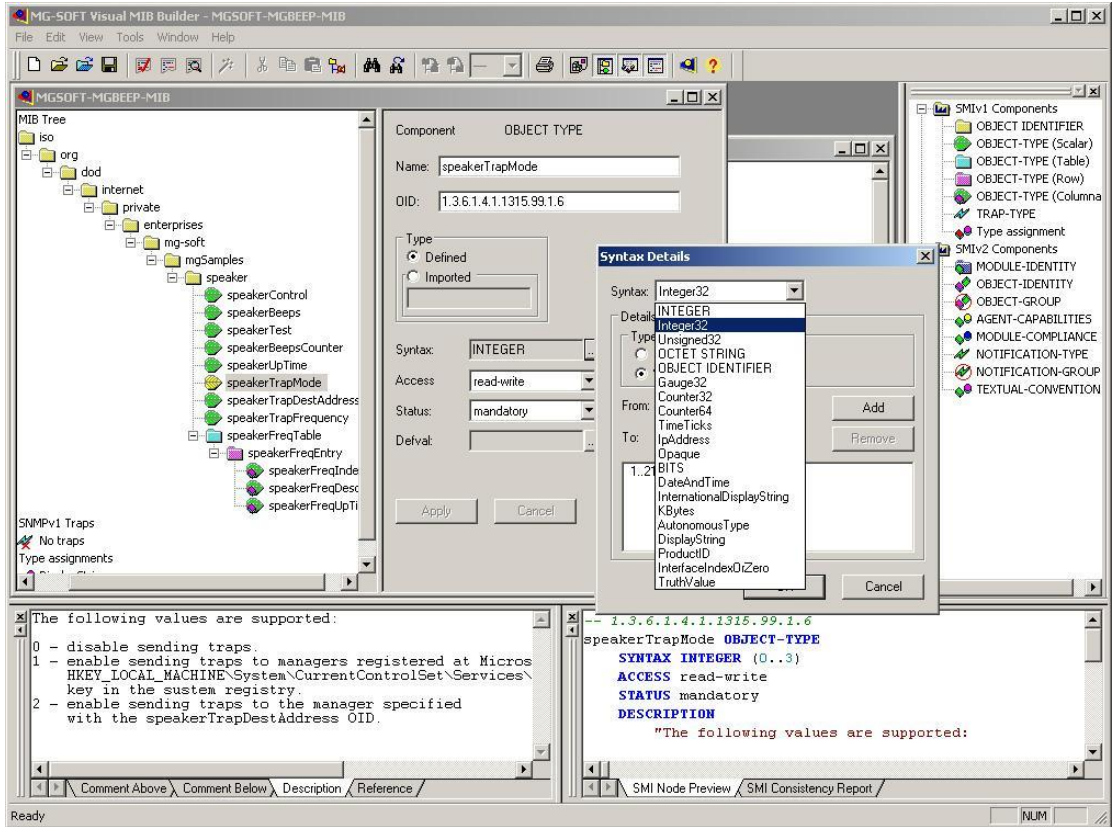 MG-SOFT Visual MIB Builder - MGSOFT-MGBEEP-MIB
File Edit View Tools Window Help
MGSOFT-MGBEEP-MIB
MIB Tree
iso
org
dod
internet
private
enterprises
mg-soft
mgSamples
speaker
speakerControl
speakerBeeps
speakerTest
speakerBeepsCounter
speakerUpTime
speakerTrapMode
speakerTrapDestAddress
speakerTrapFrequency
speakerFreqTable
speakerFreqEntry
speakerFreqInde
speakerFreqDesc
speakerFreqUpTi
SNMPv1 Traps
No traps
Type assignments
Component OBJECT TYPE
Name: speakerTrapMode
OID: 1.3.6.1.4.1.1315.99.1.6
Type
Defined
Imported
Syntax: INTEGER ..
Access read-write
Status: mandatory
Defval: ..
Apply Cancel
Syntax Details
Syntax: Integer32
Details
Type
From:
To:
Add
Remove
1..21
INTEGER
Integer32
Unsigned32
OCTET STRING
OBJECT IDENTIFIER
Gauge32
Counter32
Counter64
TimeTicks
IpAddress
Opaque
BITS
DateAndTime
InternationalDisplayString
KBytes
AutonomousType
DisplayString
ProductID
InterfaceIndexOrZero
TruthValue
Cancel
SMIv1 Components
OBJECT IDENTIFIER
OBJECT-TYPE (Scalar)
OBJECT-TYPE (Table)
OBJECT-TYPE (Row)
OBJECT-TYPE (Columna
TRAP-TYPE
Type assignment
SMIv2 Components
MODULE-IDENTITY
OBJECT-IDENTITY
OBJECT-GROUP
AGENT-CAPABILITIES
MODULE-COMPLIANCE
NOTIFICATION-TYPE
NOTIFICATION-GROUP
TEXTUAL-CONVENTION
The following values are supported:
0 - disable sending traps.
1 - enable sending traps to managers registered at Micros
HKEY_LOCAL_MACHINE\System\CurrentControlSet\Services\
key in the sustem registry.
2 - enable sending traps to the manager specified
with the speakerTrapDestAddress OID.
Comment Above Comment Below Description Reference
-- 1.3.6.1.4.1.1315.99.1.6
speakerTrapMode OBJECT-TYPE
SYNTAX INTEGER (0..3)
ACCESS read-write
STATUS mandatory
DESCRIPTION
"The following values are supported:
SMI Node Preview SMI Consistency Report
Ready NUM